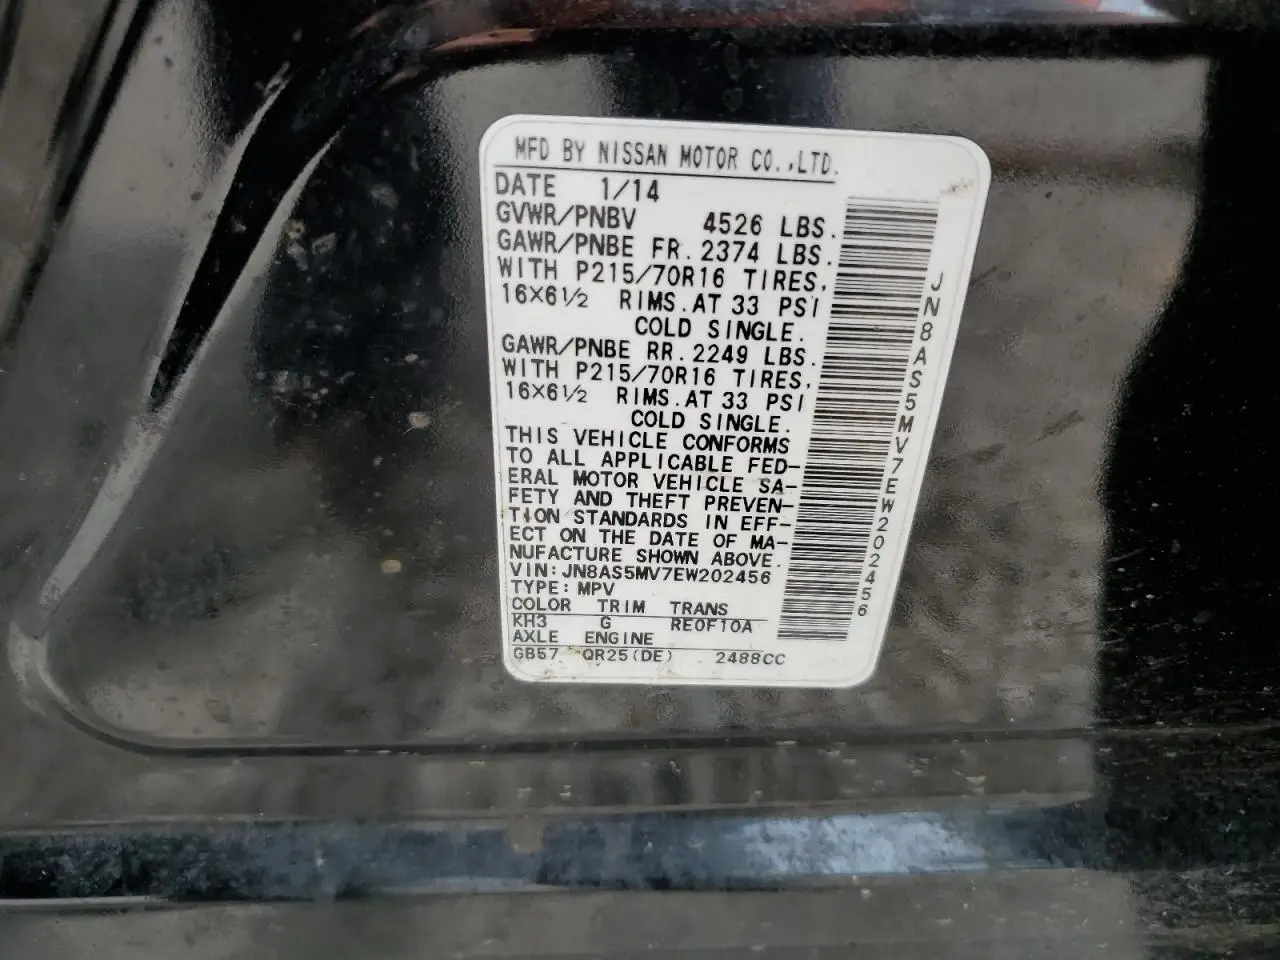 MFD BY NISSAN MOTOR CO.,LTD.
DATE 1/14
GVWR/PNBV 4526 LBS.
GAWR/PNBE FR. 2374 LBS.
WITH P215/70R16 TIRES,
16×6½ RIMS. AT 33 PSI
COLD SINGLE.
GAWR/PNBE RR. 2249 LBS.
WITH P215/70R16 TIRES,
16×6½ RIMS. AT 33 PSI
COLD SINGLE.
THIS VEHICLE CONFORMS
TO ALL APPLICABLE FED-
ERAL MOTOR VEHICLE SA-
FETY AND THEFT PREVEN-
TION STANDARDS IN EFF-
ECT ON THE DATE OF MA-
NUFACTURE SHOWN ABOVE.
VIN: JN8AS5MV7EW202456
TYPE: MPV
COLOR TRIM TRANS
KH3 G RE0F10A
AXLE ENGINE
GB57 QR25(DE) 2488CC
JN8AS5MV7EW202456